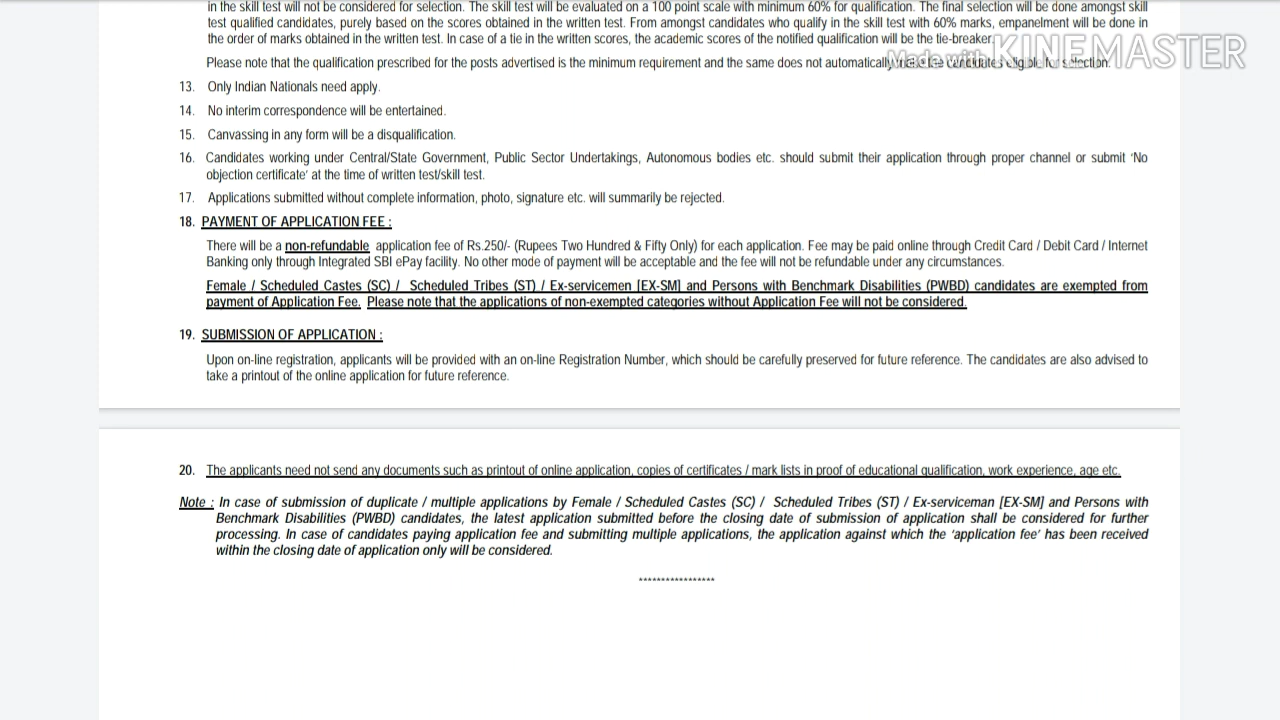 in the skill test will not be considered for selection. The skill test will be evaluated on a 100 point scale with minimum 60% for qualification. The final selection will be done amongst skill
test qualified candidates, purely based on the scores obtained in the written test. From amongst candidates who qualify in the skill test with 60% marks, empanelment will be done in
the order of marks obtained in the written test. In case of a tie in the written scores, the academic scores of the notified qualification will be the tie-breaker.
Made with KINEMASTER
Please note that the qualification prescribed for the posts advertised is the minimum requirement and the same does not automatically make the candidates eligible for selection.
13. Only Indian Nationals need apply.
14. No interim correspondence will be entertained.
15. Canvassing in any form will be a disqualification.
16. Candidates working under Central/State Government, Public Sector Undertakings, Autonomous bodies etc. should submit their application through proper channel or submit 'No
objection certificate' at the time of written test/skill test.
17. Applications submitted without complete information, photo, signature etc. will summarily be rejected.
18. PAYMENT OF APPLICATION FEE :
There will be a non-refundable application fee of Rs.250/- (Rupees Two Hundred & Fifty Only) for each application. Fee may be paid online through Credit Card / Debit Card / Internet
Banking only through Integrated SBI ePay facility. No other mode of payment will be acceptable and the fee will not be refundable under any circumstances.
Female / Scheduled Castes (SC) / Scheduled Tribes (ST) / Ex-servicemen [EX-SM] and Persons with Benchmark Disabilities (PWBD) candidates are exempted from
payment of Application Fee. Please note that the applications of non-exempted categories without Application Fee will not be considered.
19. SUBMISSION OF APPLICATION :
Upon on-line registration, applicants will be provided with an on-line Registration Number, which should be carefully preserved for future reference. The candidates are also advised to
take a printout of the online application for future reference.
20. The applicants need not send any documents such as printout of online application, copies of certificates / mark lists in proof of educational qualification, work experience, age etc.
Note : In case of submission of duplicate / multiple applications by Female / Scheduled Castes (SC) / Scheduled Tribes (ST) / Ex-serviceman [EX-SM] and Persons with
Benchmark Disabilities (PWBD) candidates, the latest application submitted before the closing date of submission of application shall be considered for further
processing. In case of candidates paying application fee and submitting multiple applications, the application against which the 'application fee' has been received
within the closing date of application only will be considered.
*****************